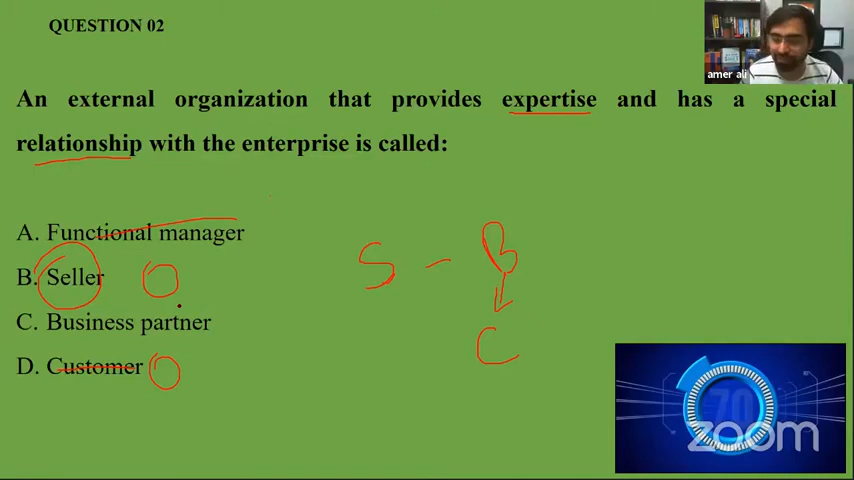 QUESTION 02
amer ali
An external organization that provides expertise and has a special
relationship with the enterprise is called:
A. Functional manager
B. Seller
C. Business partner
D. Customer
S - B
C
zoom